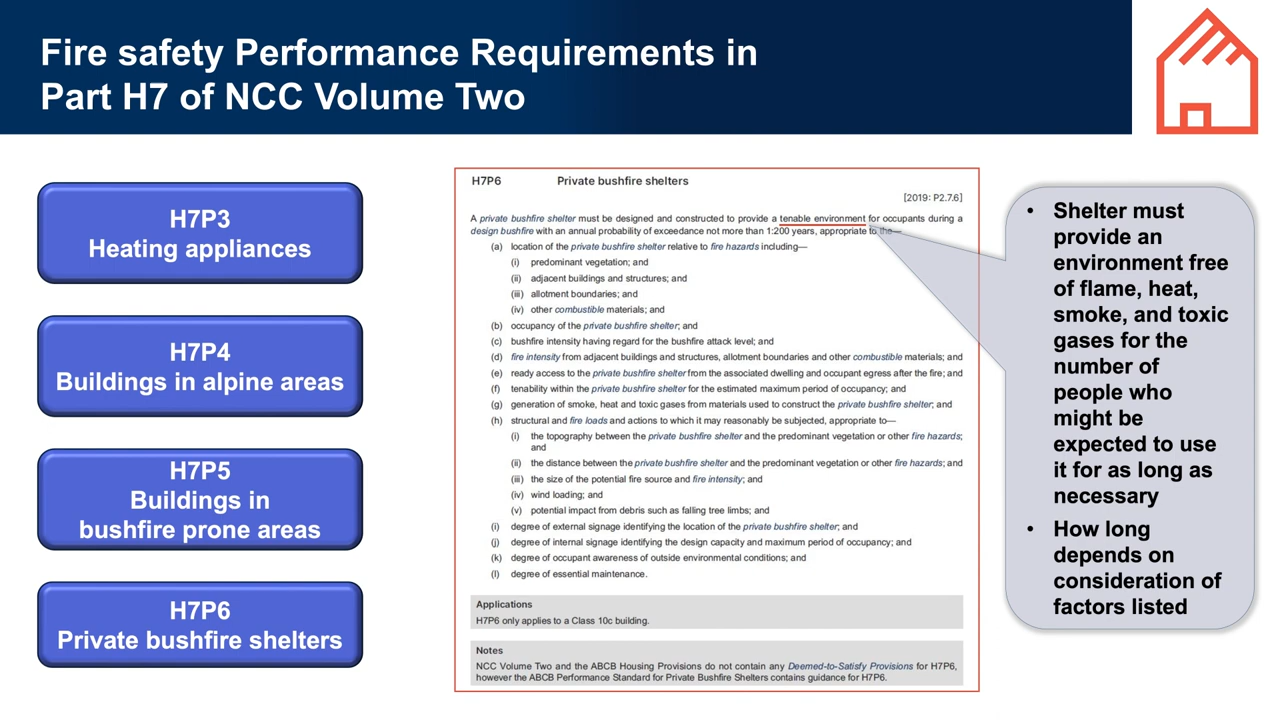 Fire safety Performance Requirements in
Part H7 of NCC Volume Two
H7P3
Heating appliances
H7P4
Buildings in alpine areas
H7P5
Buildings in
bushfire prone areas
H7P6
Private bushfire shelters
H7P6 Private bushfire shelters
[2019: P2.7.6]
A private bushfire shelter must be designed and constructed to provide a tenable environment for occupants during a
design bushfire with an annual probability of exceedance not more than 1:200 years, appropriate to the—
(a) location of the private bushfire shelter relative to fire hazards including—
(i) predominant vegetation; and
(ii) adjacent buildings and structures; and
(iii) allotment boundaries; and
(iv) other combustible materials; and
(b) occupancy of the private bushfire shelter; and
(c) bushfire intensity having regard for the bushfire attack level; and
(d) fire intensity from adjacent buildings and structures, allotment boundaries and other combustible materials; and
(e) ready access to the private bushfire shelter from the associated dwelling and occupant egress after the fire; and
(f) tenability within the private bushfire shelter for the estimated maximum period of occupancy; and
(g) generation of smoke, heat and toxic gases from materials used to construct the private bushfire shelter; and
(h) structural and fire loads and actions to which it may reasonably be subjected, appropriate to—
(i) the topography between the private bushfire shelter and the predominant vegetation or other fire hazards;
and
(ii) the distance between the private bushfire shelter and the predominant vegetation or other fire hazards; and
(iii) the size of the potential fire source and fire intensity; and
(iv) wind loading; and
(v) potential impact from debris such as falling tree limbs; and
(i) degree of external signage identifying the location of the private bushfire shelter; and
(j) degree of internal signage identifying the design capacity and maximum period of occupancy; and
(k) degree of occupant awareness of outside environmental conditions; and
(l) degree of essential maintenance.
Applications
H7P6 only applies to a Class 10c building.
Notes
NCC Volume Two and the ABCB Housing Provisions do not contain any Deemed-to-Satisfy Provisions for H7P6,
however the ABCB Performance Standard for Private Bushfire Shelters contains guidance for H7P6.
• Shelter must
provide an
environment free
of flame, heat,
smoke, and toxic
gases for the
number of
people who
might be
expected to use
it for as long as
necessary
• How long
depends on
consideration of
factors listed